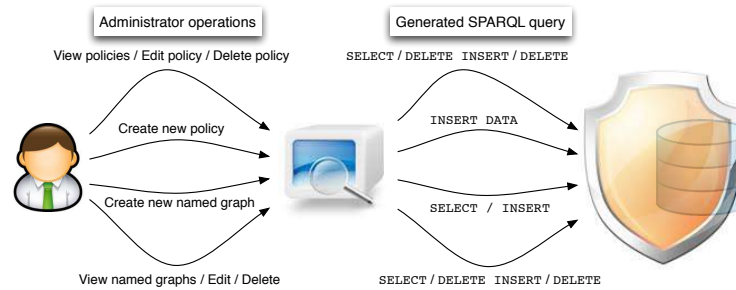 Administrator operations
Generated SPARQL query
View policies / Edit policy / Delete policy
SELECT / DELETE INSERT / DELETE
Create new policy
INSERT DATA
Create new named graph
SELECT / INSERT
View named graphs / Edit / Delete
SELECT / DELETE INSERT / DELETE